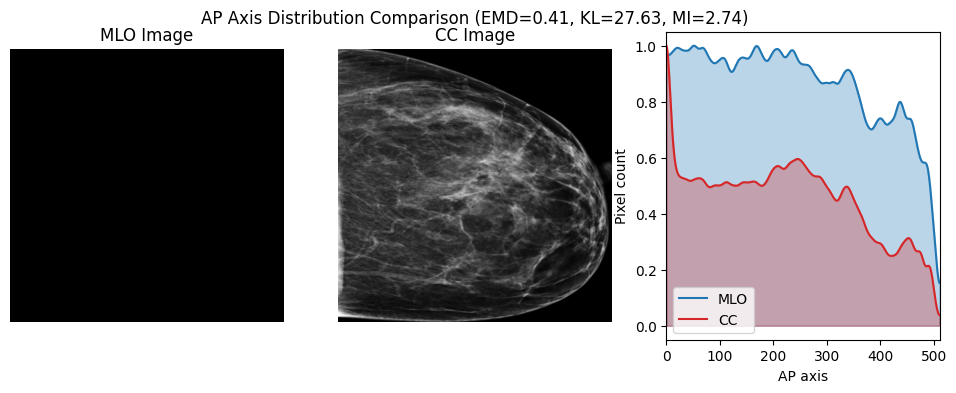 AP Axis Distribution Comparison (EMD=0.41, KL=27.63, MI=2.74)
MLO Image
CC Image
1.0
0.8
0.6
0.4
0.2
0.0
Pixel count
MLO
CC
0 100 200 300 400 500
AP axis